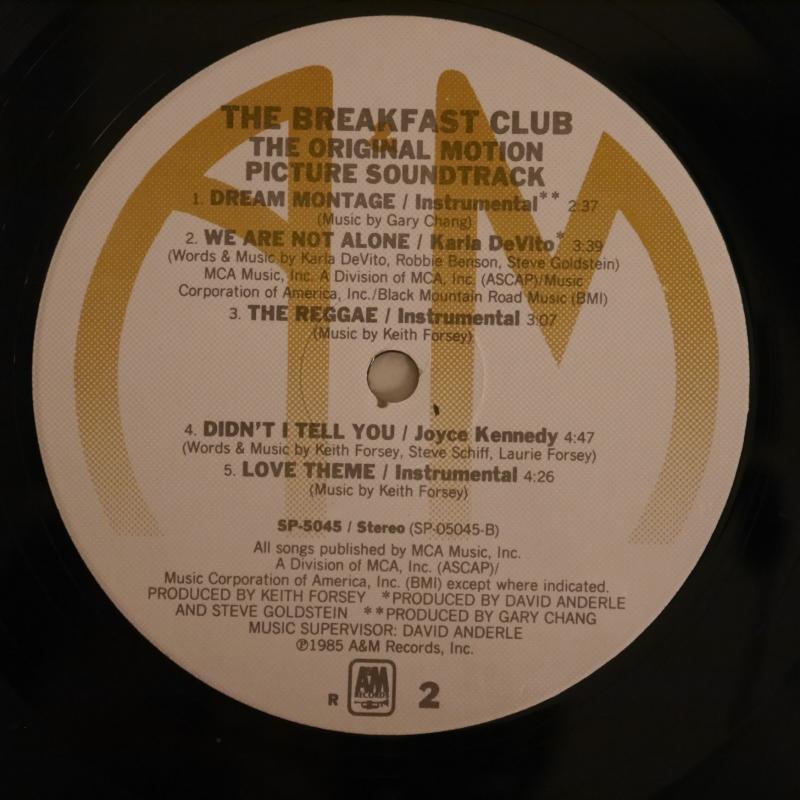 THE BREAKFAST CLUB
THE ORIGINAL MOTION
PICTURE SOUNDTRACK
1. DREAM MONTAGE / Instrumental** 2:37
(Music by Gary Chang)
2. WE ARE NOT ALONE / Karla DeVito* 3:39
(Words & Music by Karla DeVito, Robbie Benson, Steve Goldstein)
MCA Music, Inc. A Division of MCA, Inc. (ASCAP)/Music
Corporation of America, Inc./Black Mountain Road Music (BMI)
3. THE REGGAE / Instrumental 3:07
(Music by Keith Forsey)
4. DIDN'T I TELL YOU / Joyce Kennedy 4:47
(Words & Music by Keith Forsey, Steve Schiff, Laurie Forsey)
5. LOVE THEME / Instrumental 4:26
(Music by Keith Forsey)
SP-5045 / Stereo (SP-05045-B)
All songs published by MCA Music, Inc.
A Division of MCA, Inc. (ASCAP)/
Music Corporation of America, Inc. (BMI) except where indicated.
PRODUCED BY KEITH FORSEY *PRODUCED BY DAVID ANDERLE
AND STEVE GOLDSTEIN **PRODUCED BY GARY CHANG
MUSIC SUPERVISOR: DAVID ANDERLE
℗1985 A&M Records, Inc.
R A&M RECORDS 2